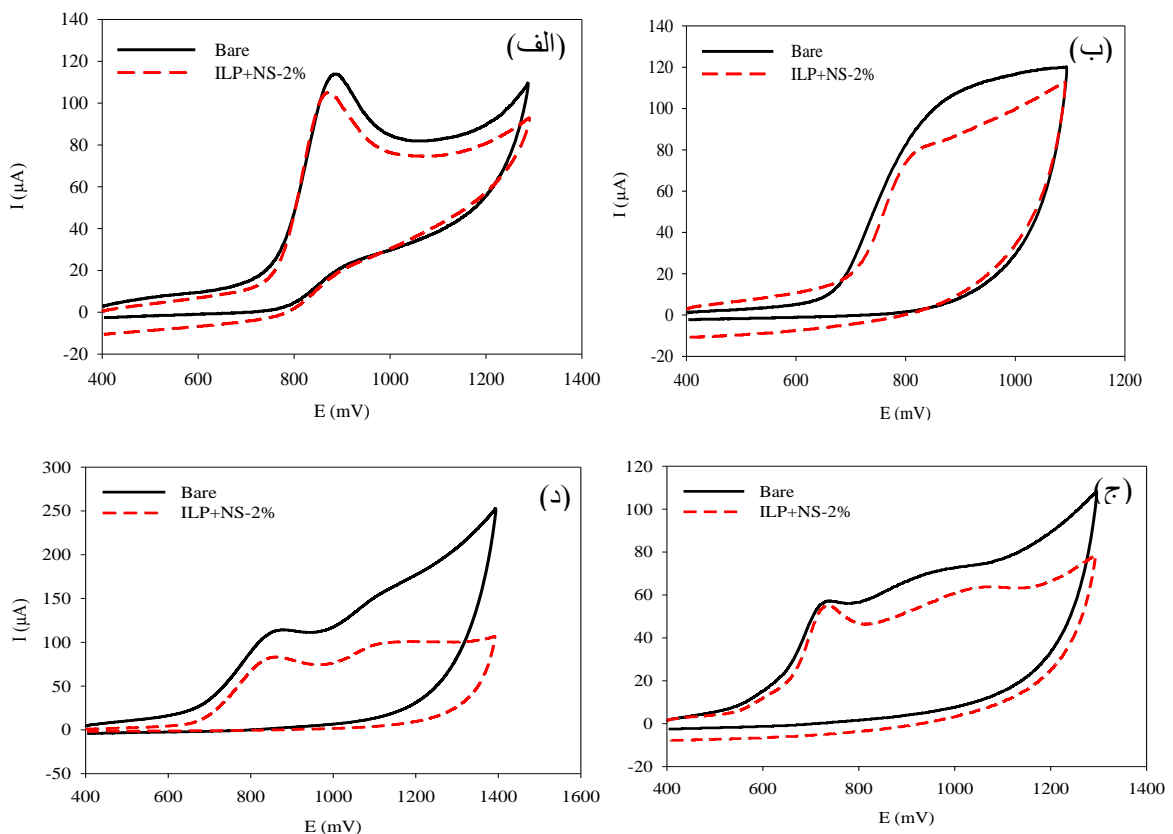 (الف)
Bare
ILP+NS-2%
I (µA)
140
120
100
80
60
40
20
0
-20
400 600 800 1000 1200 1400
E (mV)
(ب)
Bare
ILP+NS-2%
I (µA)
140
120
100
80
60
40
20
0
-20
400 600 800 1000 1200
E (mV)
(د)
Bare
ILP+NS-2%
I (µA)
300
250
200
150
100
50
0
-50
400 600 800 1000 1200 1400 1600
E (mV)
(ج)
Bare
ILP+NS-2%
I (µA)
120
100
80
60
40
20
0
-20
400 600 800 1000 1200 1400
E (mV)